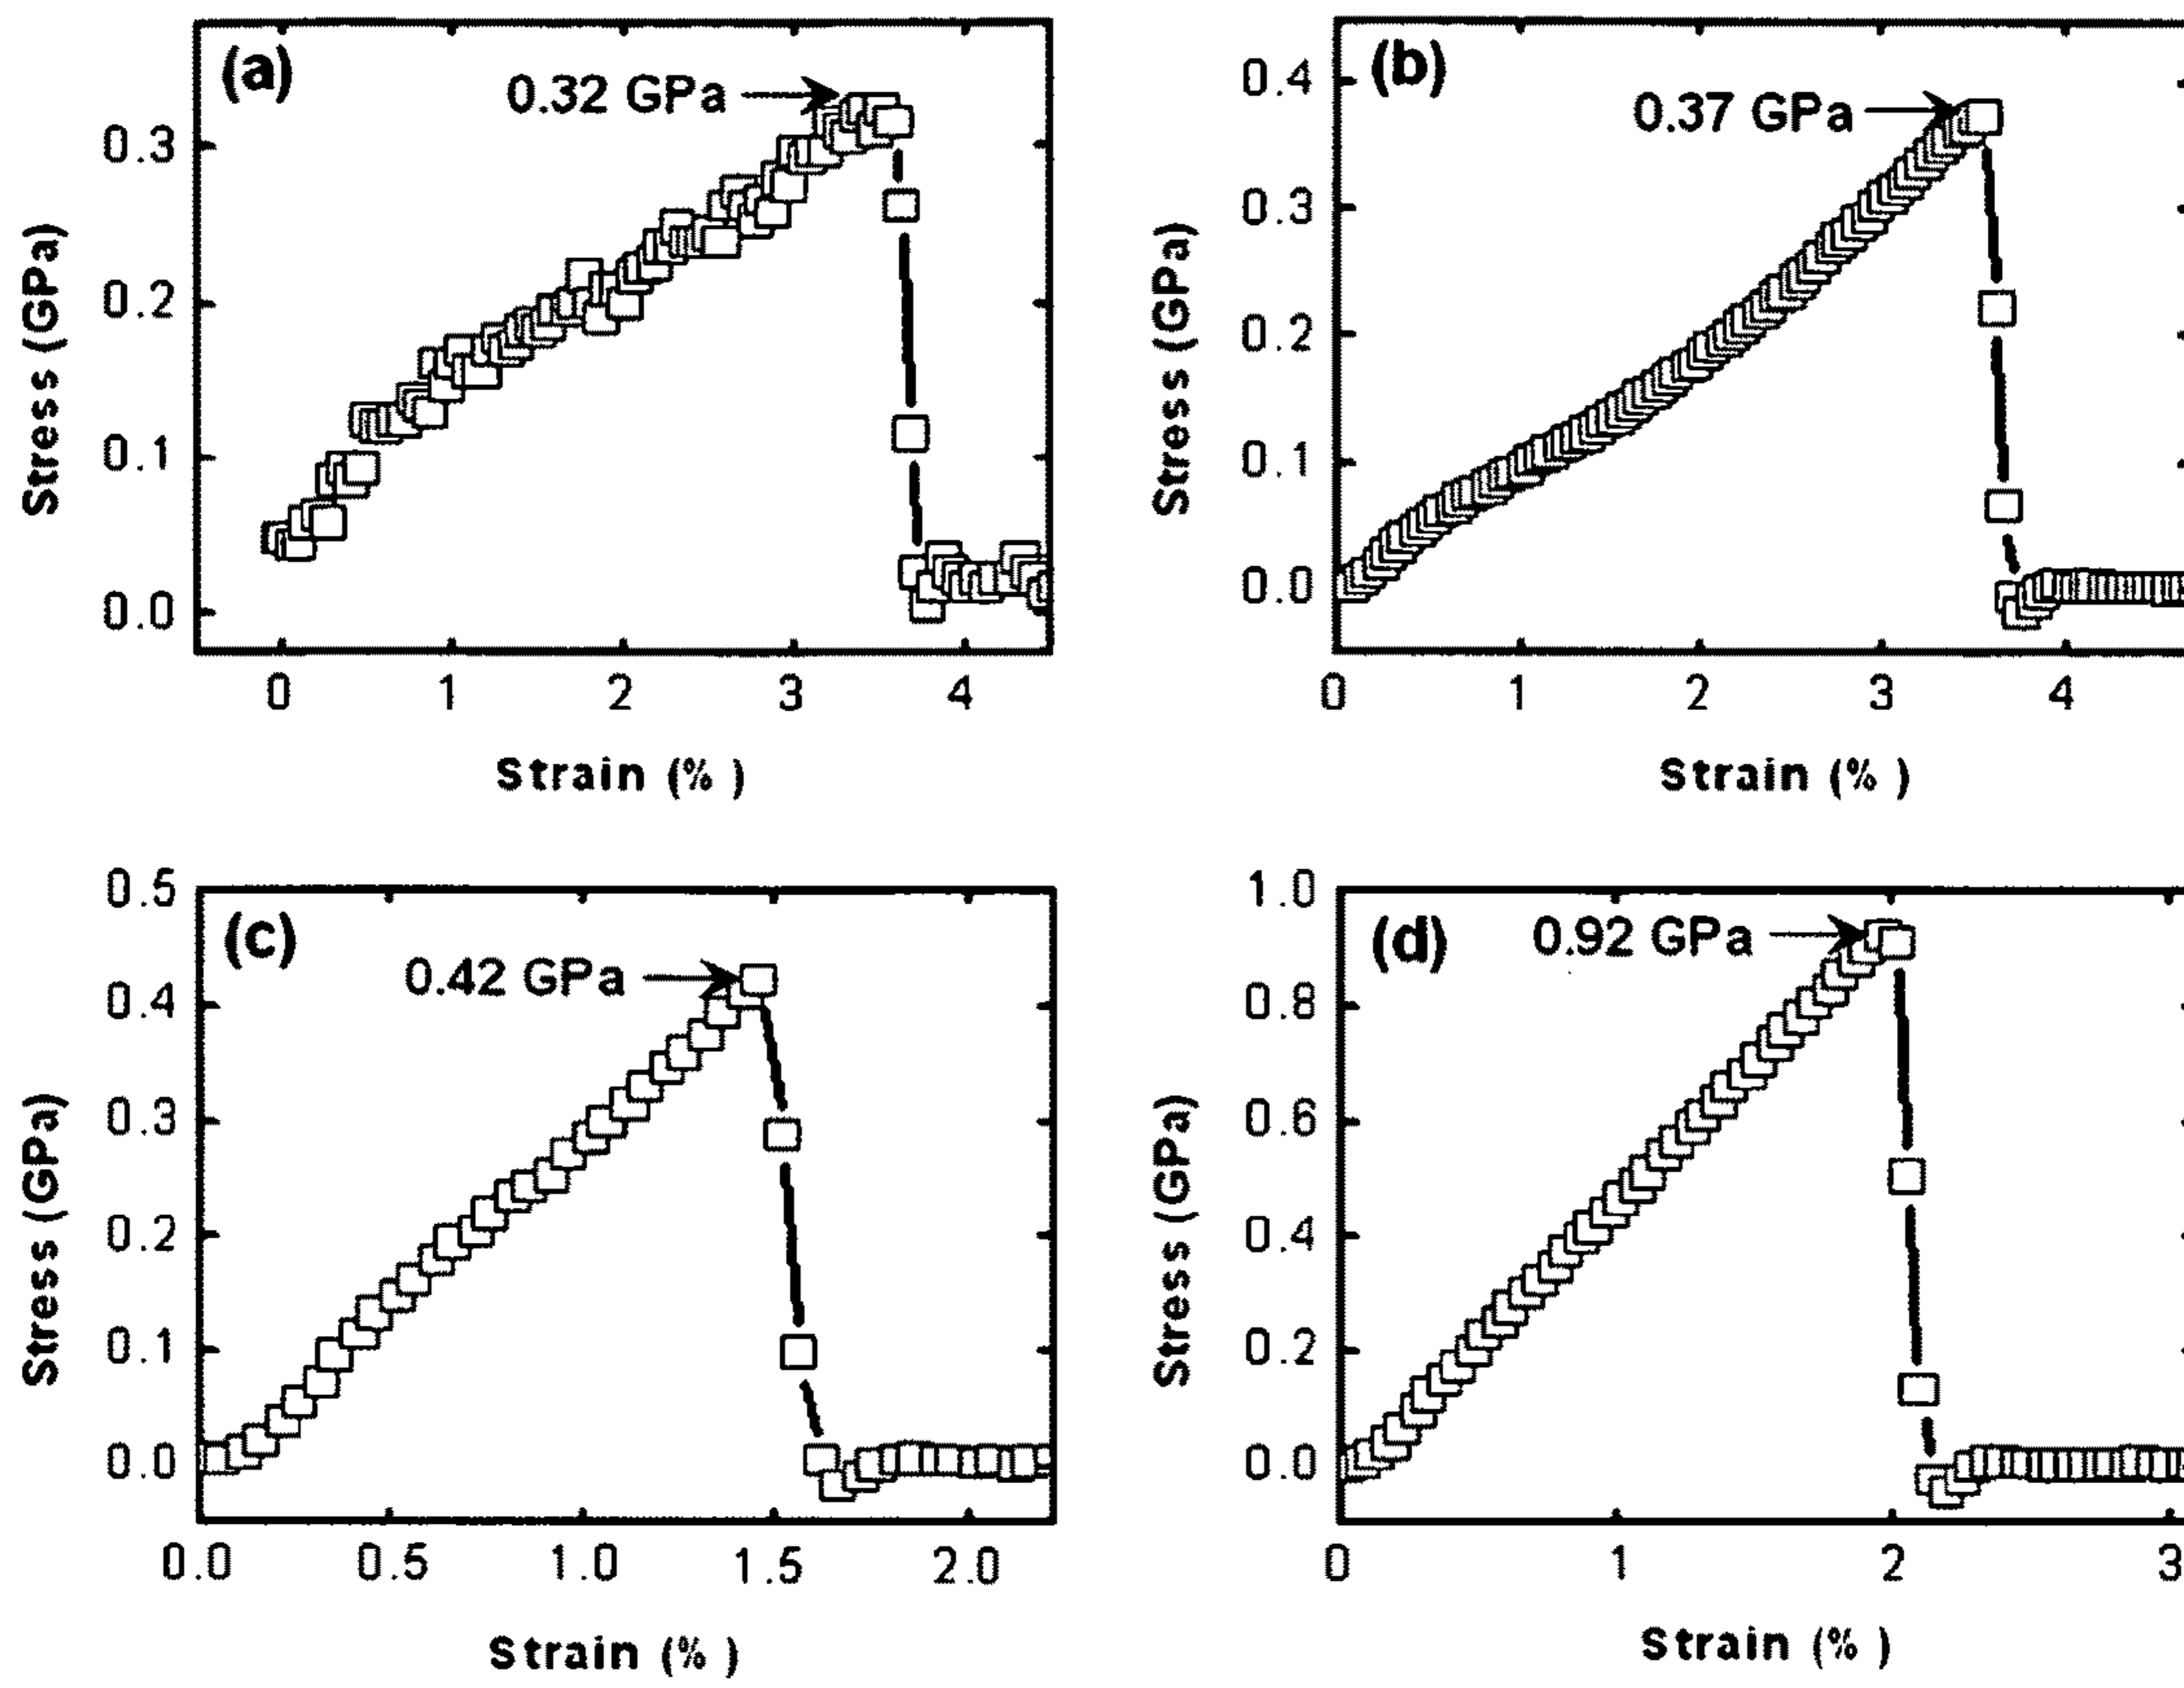 (a)
0.32 GPa
0.3
0.2
0.1
0.0
Stress (GPa)
0 1 2 3 4
Strain (% )
(b)
0.37 GPa
0.4
0.3
0.2
0.1
0.0
Stress (GPa)
0 1 2 3 4
Strain (% )
(c)
0.42 GPa
0.5
0.4
0.3
0.2
0.1
0.0
Stress (GPa)
0.0 0.5 1.0 1.5 2.0
Strain (% )
(d)
0.92 GPa
1.0
0.8
0.6
0.4
0.2
0.0
Stress (GPa)
0 1 2 3
Strain (% )